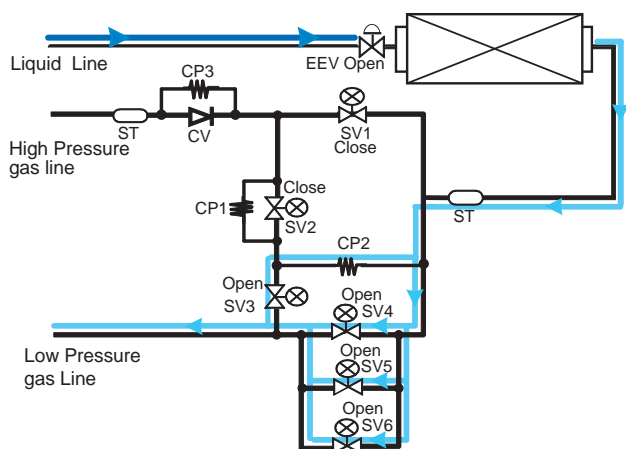 Liquid Line
EEV Open
CP3
ST
CV
SV1
Close
High Pressure
gas line
Close
CP1
SV2
ST
CP2
Open
SV3
Open
SV4
Low Pressure
gas Line
Open
SV5
Open
SV6